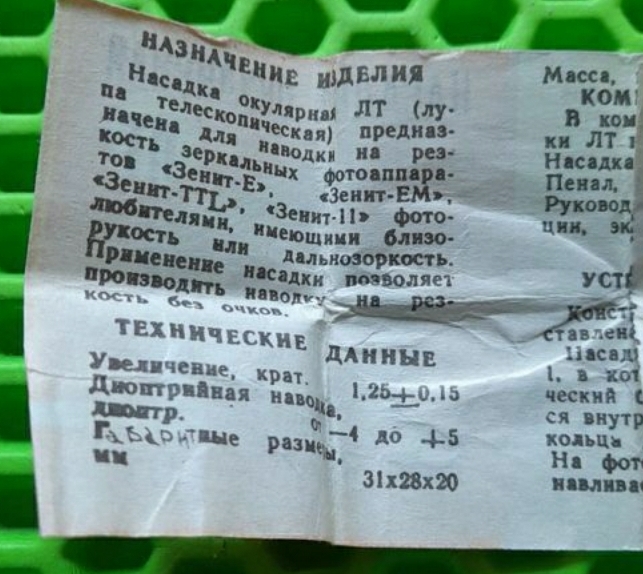 НАЗНАЧЕНИЕ ИЗДЕЛИЯ
Насадка окулярная ЛТ (лу-
па телескопическая) предназ-
начена для наводки на рез-
кость зеркальных фотоаппара-
тов «Зенит-Е», «Зенит-ЕМ»,
«Зенит-TTL», «Зенит-11» фото-
любителями, имеющими близо-
рукость или дальнозоркость.
Применение насадки позволяет
производить наводку на рез-
кость без очков.
ТЕХНИЧЕСКИЕ ДАННЫЕ
Увеличение, крат. 1,25±0,15
Диоптрийная наводка,
диоптр. от —4 до +5
Габаритные размеры,
мм 31x28x20
Масса,
КОМ
В ком
ки ЛТ
Насадка
Пенал,
Руковод
ции, эк
УСТ
Конст
ставлен
Насад
1, в кот
ческий
ся внутр
кольца
На фот
навлива